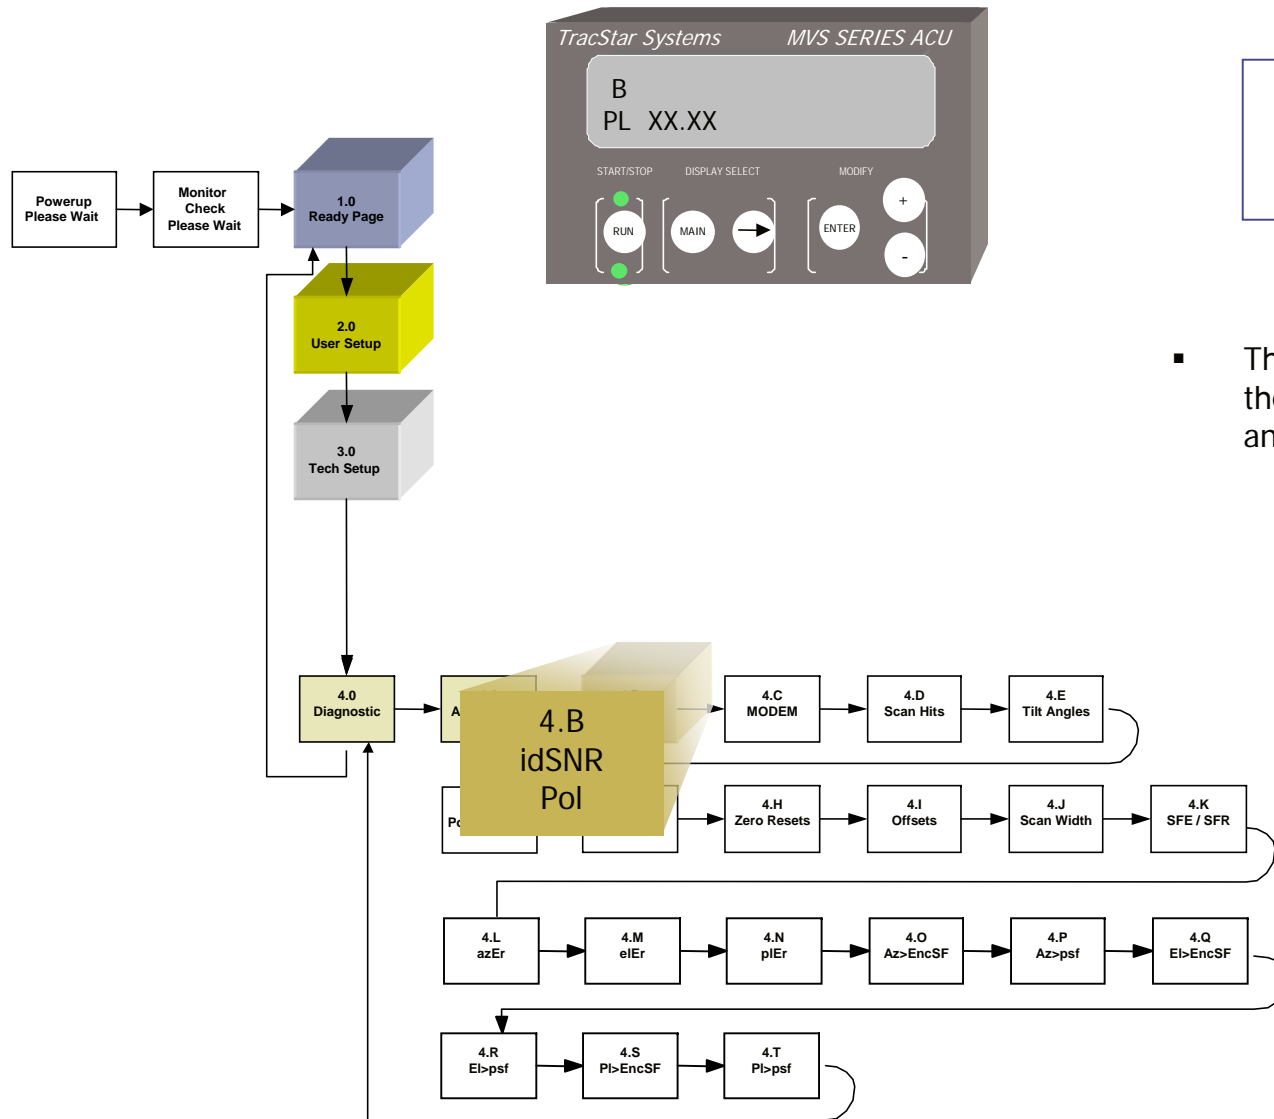 TracStar Systems MVS SERIES ACU
B
PL XX.XX
START/STOP DISPLAY SELECT MODIFY
RUN MAIN ENTER + -
Powerup
Please Wait
Monitor
Check
Please Wait
1.0
Ready Page
2.0
User Setup
3.0
Tech Setup
4.0
Diagnostic
4.B
idSNR
Pol
4.C
MODEM
4.D
Scan Hits
4.E
Tilt Angles
4.H
Zero Resets
4.I
Offsets
4.J
Scan Width
4.K
SFE / SFR
4.L
azEr
4.M
elEr
4.N
plEr
4.O
Az>EncSF
4.P
Az>psf
4.Q
El>EncSF
4.R
El>psf
4.S
Pl>EncSF
4.T
Pl>psf